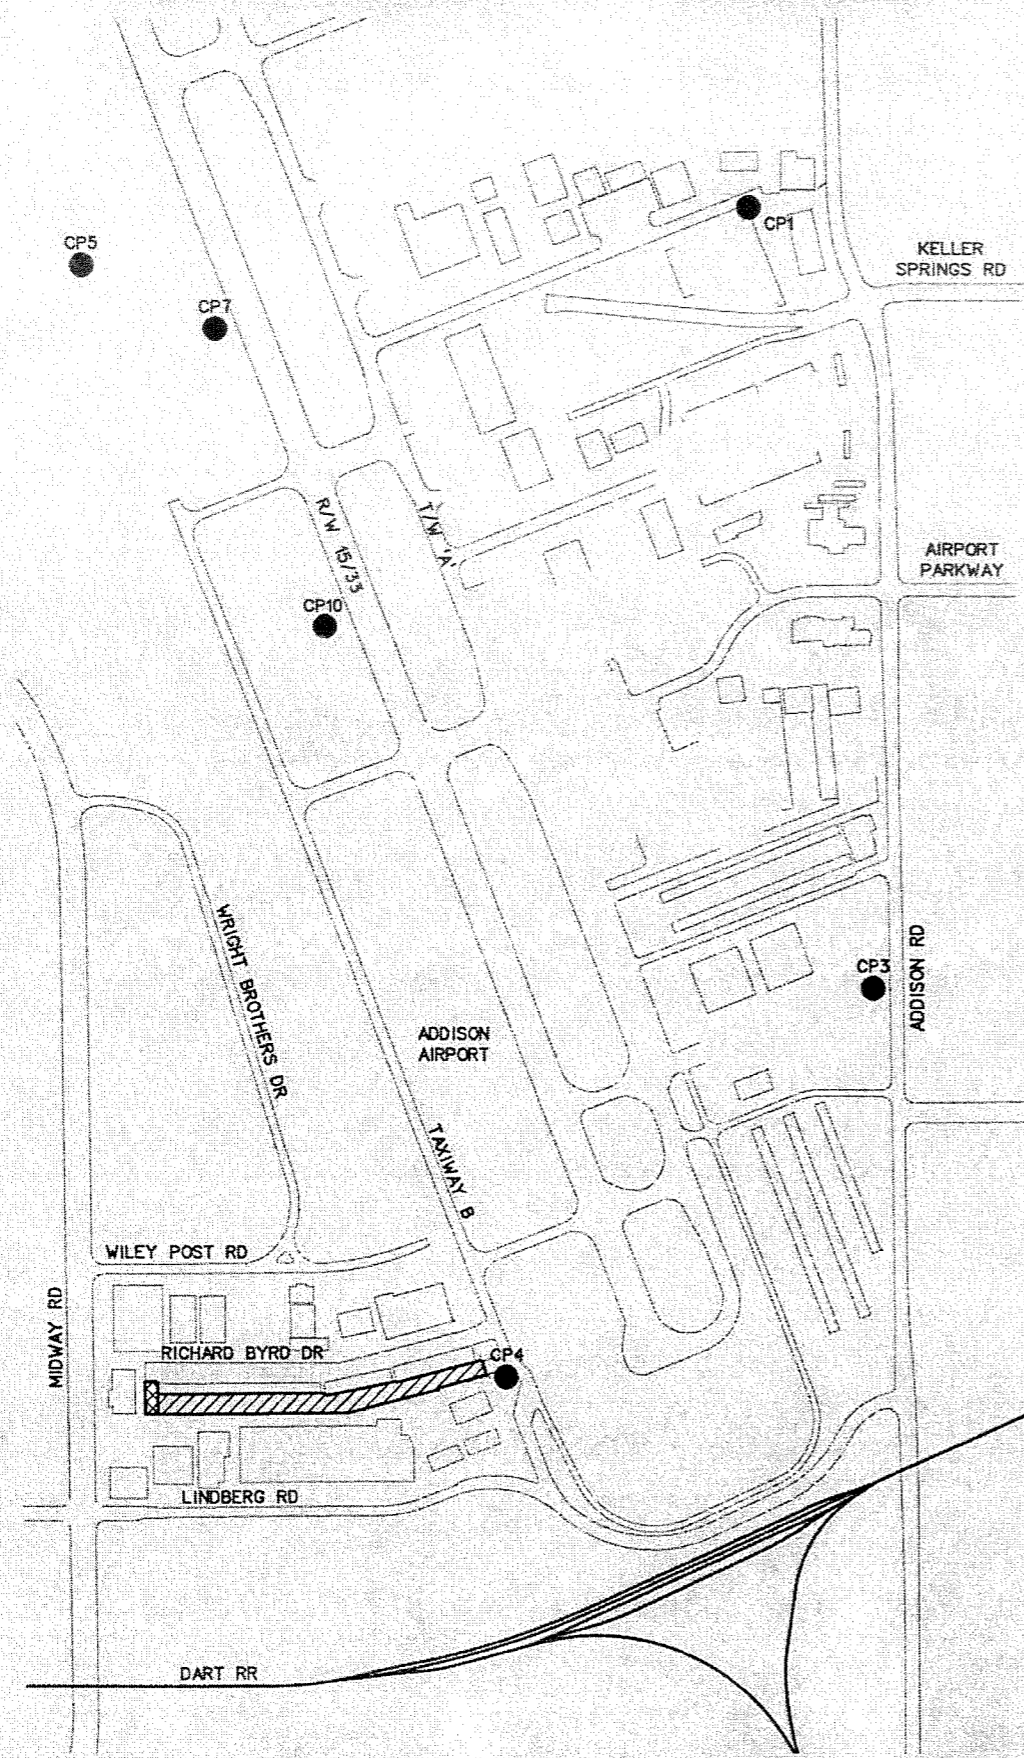 CP5
CP1
KELLER
SPRINGS RD
CP7
R/W 15/33
T/W 'A'
AIRPORT
PARKWAY
CP10
WRIGHT BROTHERS DR
ADDISON RD
CP3
ADDISON
AIRPORT
TAXIWAY B
WILEY POST RD
MIDWAY RD
RICHARD BYRD DR
CP4
LINDBERG RD
DART RR